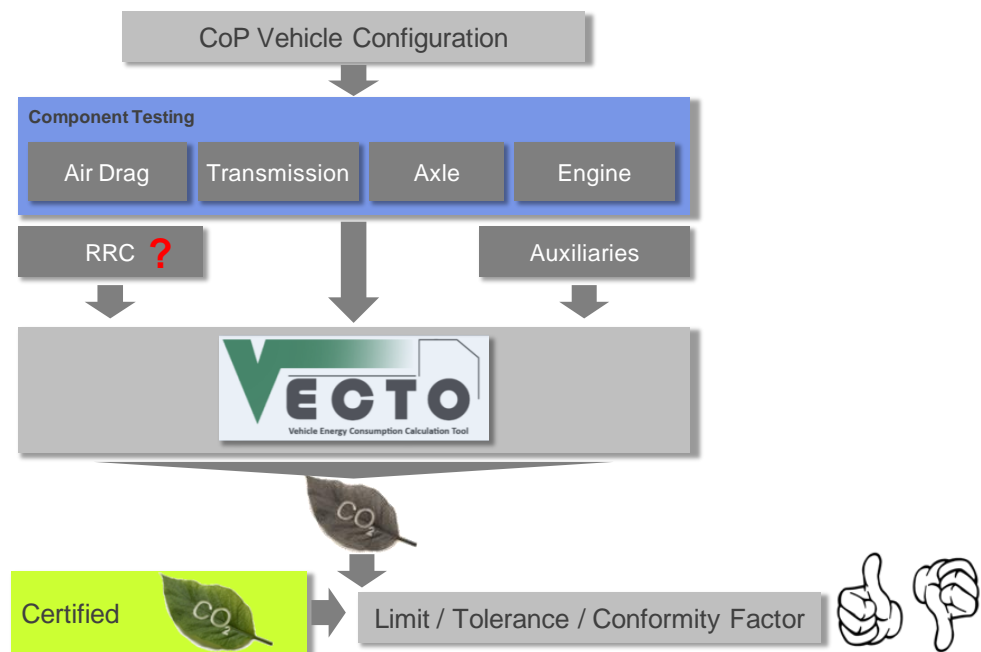 CoP Vehicle Configuration
Component Testing
Air Drag
Transmission
Axle
Engine
RRC ?
Auxiliaries
VECTO
Vehicle Energy Consumption Calculation Tool
CO2
Certified
CO2
Limit / Tolerance / Conformity Factor